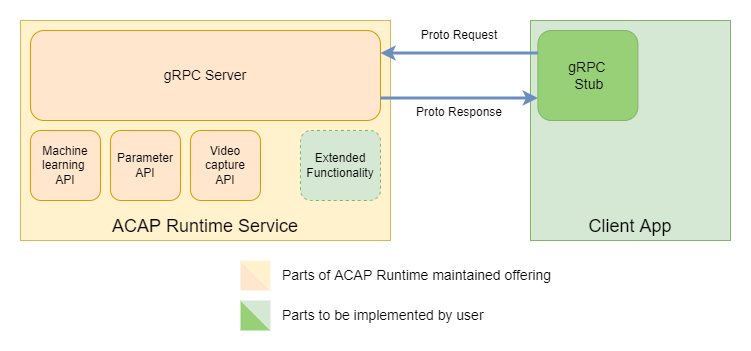 Proto Request
gRPC Server
gRPC
Stub
Proto Response
Machine
learning
API
Parameter
API
Video
capture
API
Extended
Functionality
ACAP Runtime Service
Client App
Parts of ACAP Runtime maintained offering
Parts to be implemented by user